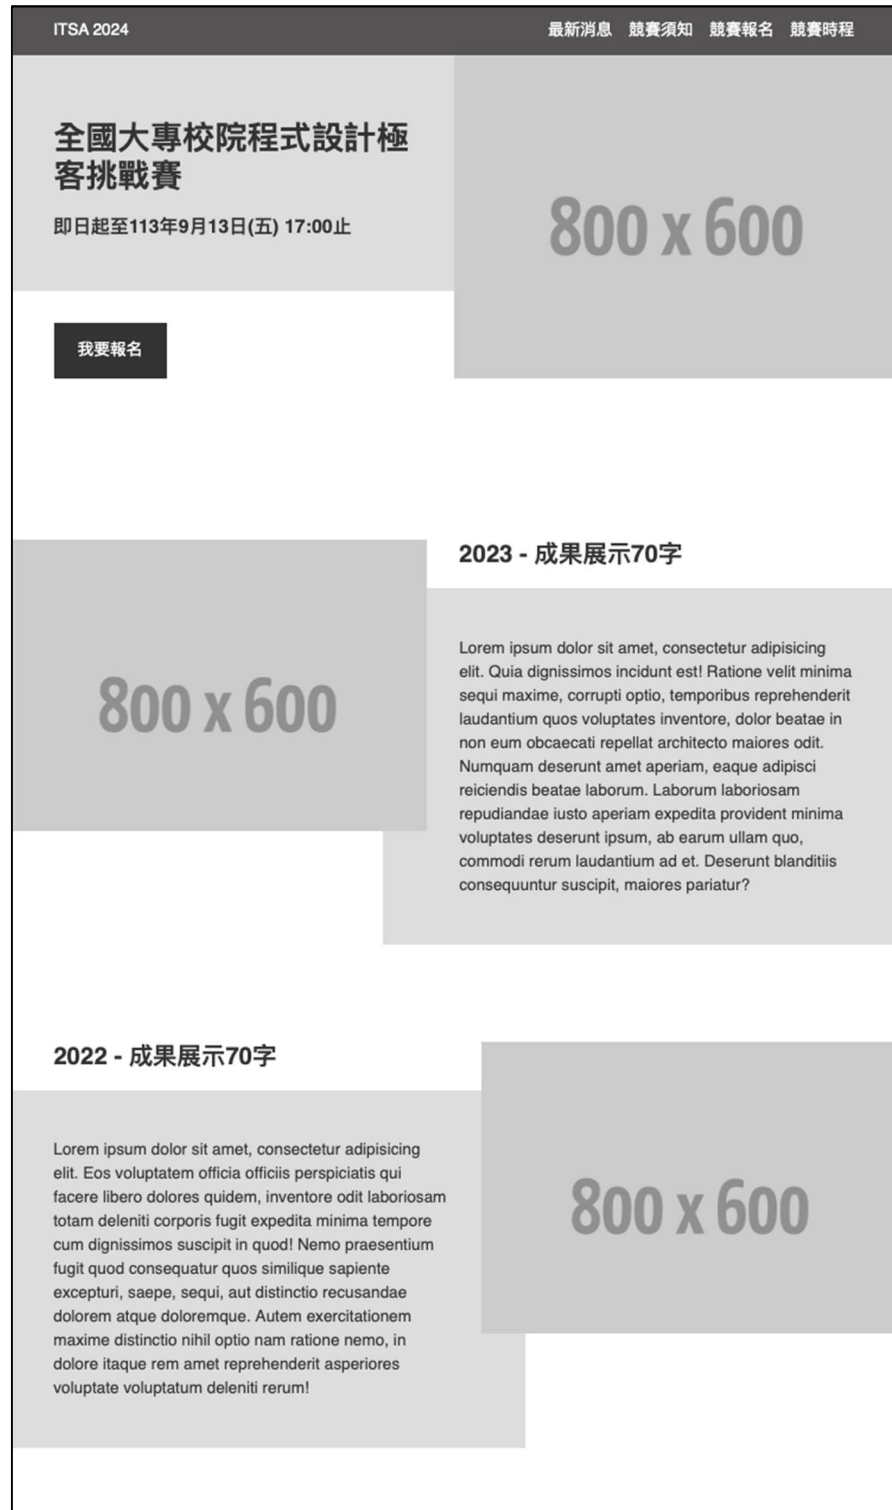 ITSA 2024
最新消息 競賽須知 競賽報名 競賽時程
全國大專校院程式設計極
客挑戰賽
即日起至113年9月13日(五) 17:00止
800 x 600
我要報名
800 x 600
2023 - 成果展示70字
Lorem ipsum dolor sit amet, consectetur adipisicing
elit. Quia dignissimos incidunt est! Ratione velit minima
sequi maxime, corrupti optio, temporibus reprehenderit
laudantium quos voluptates inventore, dolor beatae in
non eum obcaecati repellat architecto maiores odit.
Numquam deserunt amet aperiam, eaque adipisci
reiciendis beatae laborum. Laborum laboriosam
repudiandae iusto aperiam expedita provident minima
voluptates deserunt ipsum, ab earum ullam quo,
commodi rerum laudantium ad et. Deserunt blanditiis
consequuntur suscipit, maiores pariatur?
2022 - 成果展示70字
Lorem ipsum dolor sit amet, consectetur adipisicing
elit. Eos voluptatem officia officiis perspiciatis qui
facere libero dolores quidem, inventore odit laboriosam
totam deleniti corporis fugit expedita minima tempore
cum dignissimos suscipit in quod! Nemo praesentium
fugit quod consequatur quos similique sapiente
excepturi, saepe, sequi, aut distinctio recusandae
dolorem atque doloremque. Autem exercitationem
maxime distinctio nihil optio nam ratione nemo, in
dolore itaque rem amet reprehenderit asperiores
voluptate voluptatum deleniti rerum!
800 x 600